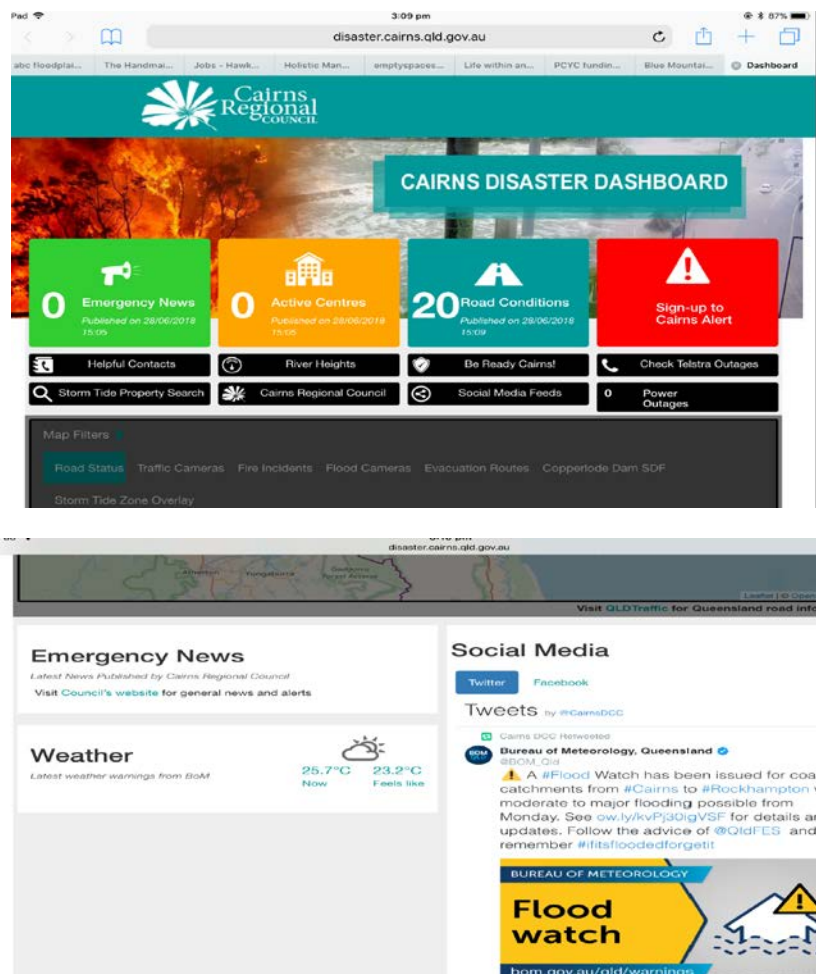 Pad 3:09 pm 87%
disaster.cairns.qld.gov.au
abc floodplai... The Handmai... Jobs - Hawk... Holistic Man... emptyspaces... Life within an... PCYC fundin... Blue Mountai... Dashboard
Cairns
Regional
COUNCIL
CAIRNS DISASTER DASHBOARD
0 Emergency News
Published on 28/06/2018
15:05
0 Active Centres
Published on 28/06/2018
15:05
20 Road Conditions
Published on 28/06/2018
15:09
Sign-up to
Cairns Alert
Helpful Contacts River Heights Be Ready Cairns! Check Telstra Outages
Storm Tide Property Search Cairns Regional Council Social Media Feeds 0 Power
Outages
Map Filters
Road Status Traffic Cameras Fire Incidents Flood Cameras Evacuation Routes Copperlode Dam SDF
Storm Tide Zone Overlay
disaster.cairns.qld.gov.au
Atherton Yungaburra
Leaflet | © Open
Visit QLDTraffic for Queensland road info
Emergency News
Latest News Published by Cairns Regional Council
Visit Council's website for general news and alerts
Weather
Latest weather warnings from BoM
25.7°C 23.2°C
Now Feels like
Social Media
Twitter Facebook
Tweets by @CairnsDCC
Cairns DCC Retweeted
BOM
Bureau of Meteorology, Queensland
@BOM_Qld
A #Flood Watch has been issued for coa
catchments from #Cairns to #Rockhampton
moderate to major flooding possible from
Monday. See ow.ly/kvPj30igVSF for details a
updates. Follow the advice of @QldFES and
remember #ifitsfloodedforgetit
BUREAU OF METEOROLOGY
Flood
watch
bom.gov.au/qld/warnings